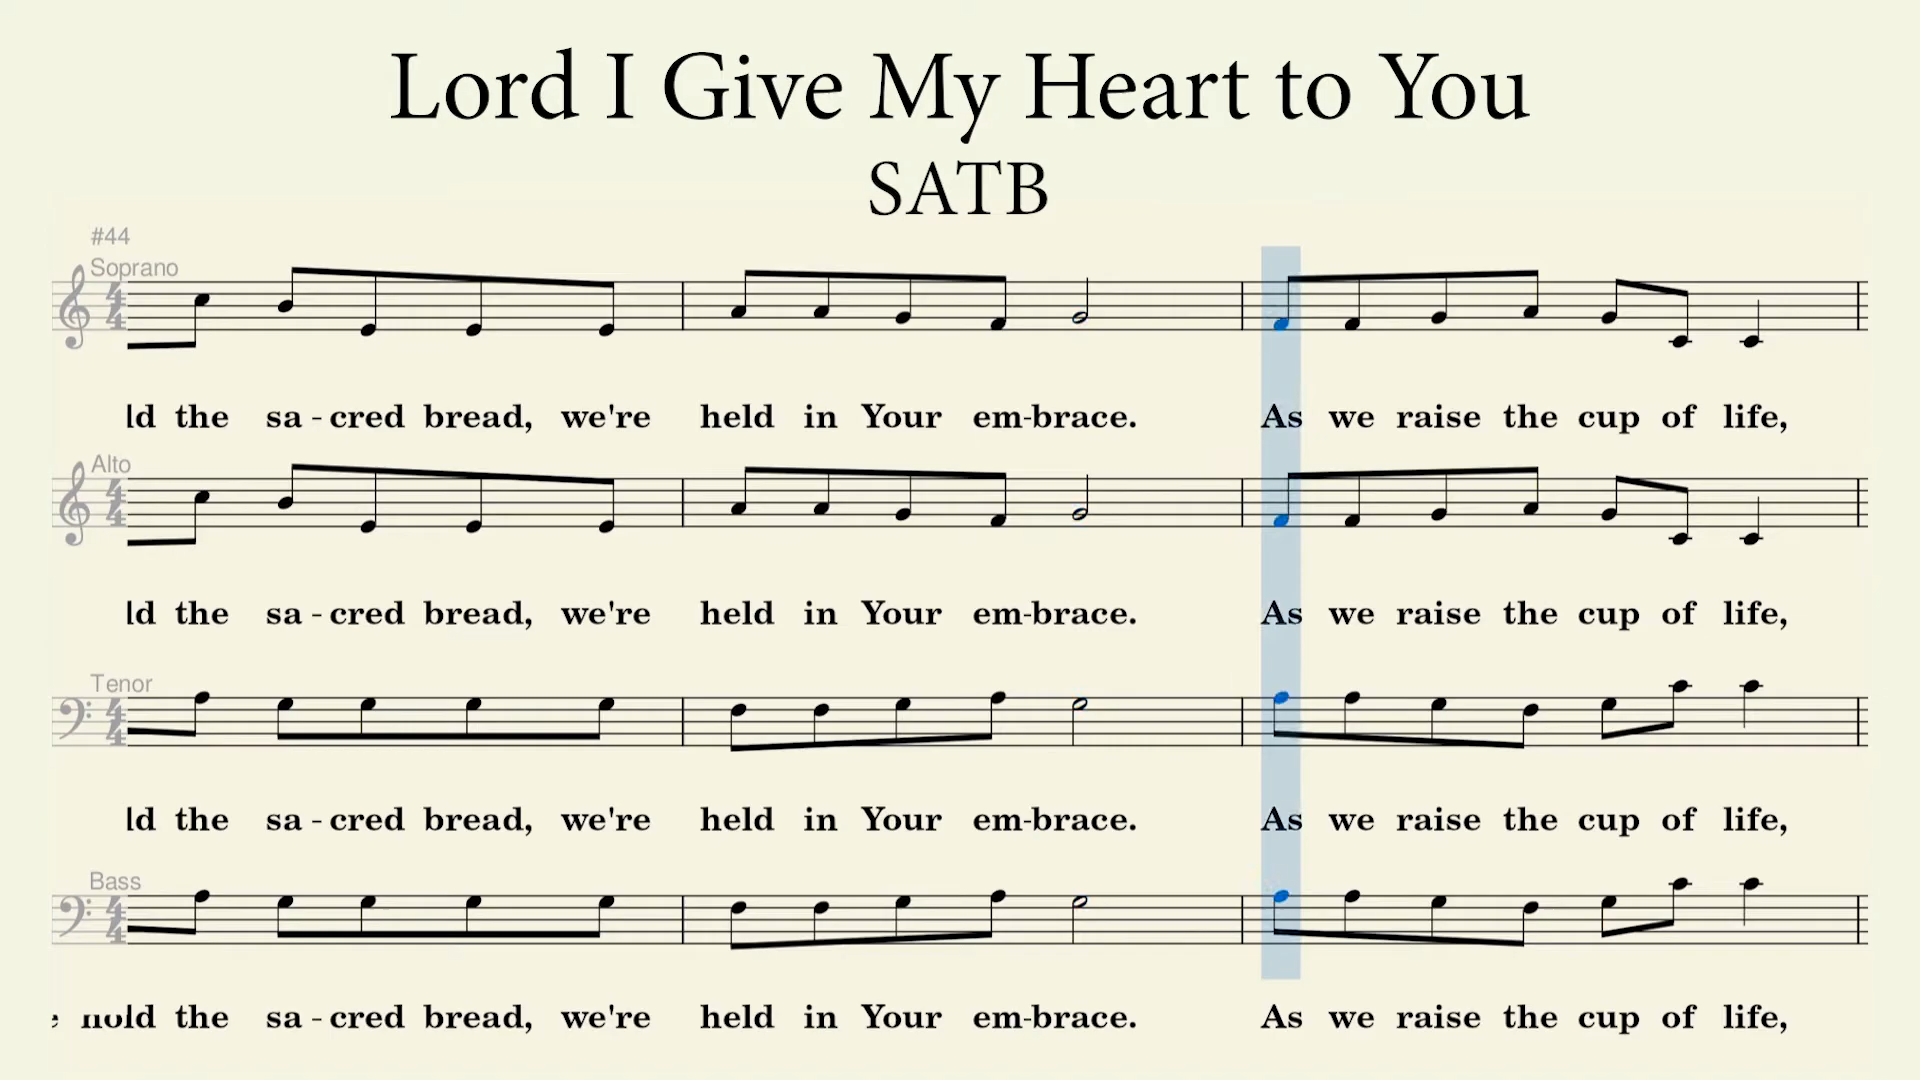 Lord I Give My Heart to You
SATB
#44
Soprano
ld the sa - cred bread, we're held in Your em-brace. As we raise the cup of life,
Alto
ld the sa - cred bread, we're held in Your em-brace. As we raise the cup of life,
Tenor
ld the sa - cred bread, we're held in Your em-brace. As we raise the cup of life,
Bass
hold the sa - cred bread, we're held in Your em-brace. As we raise the cup of life,